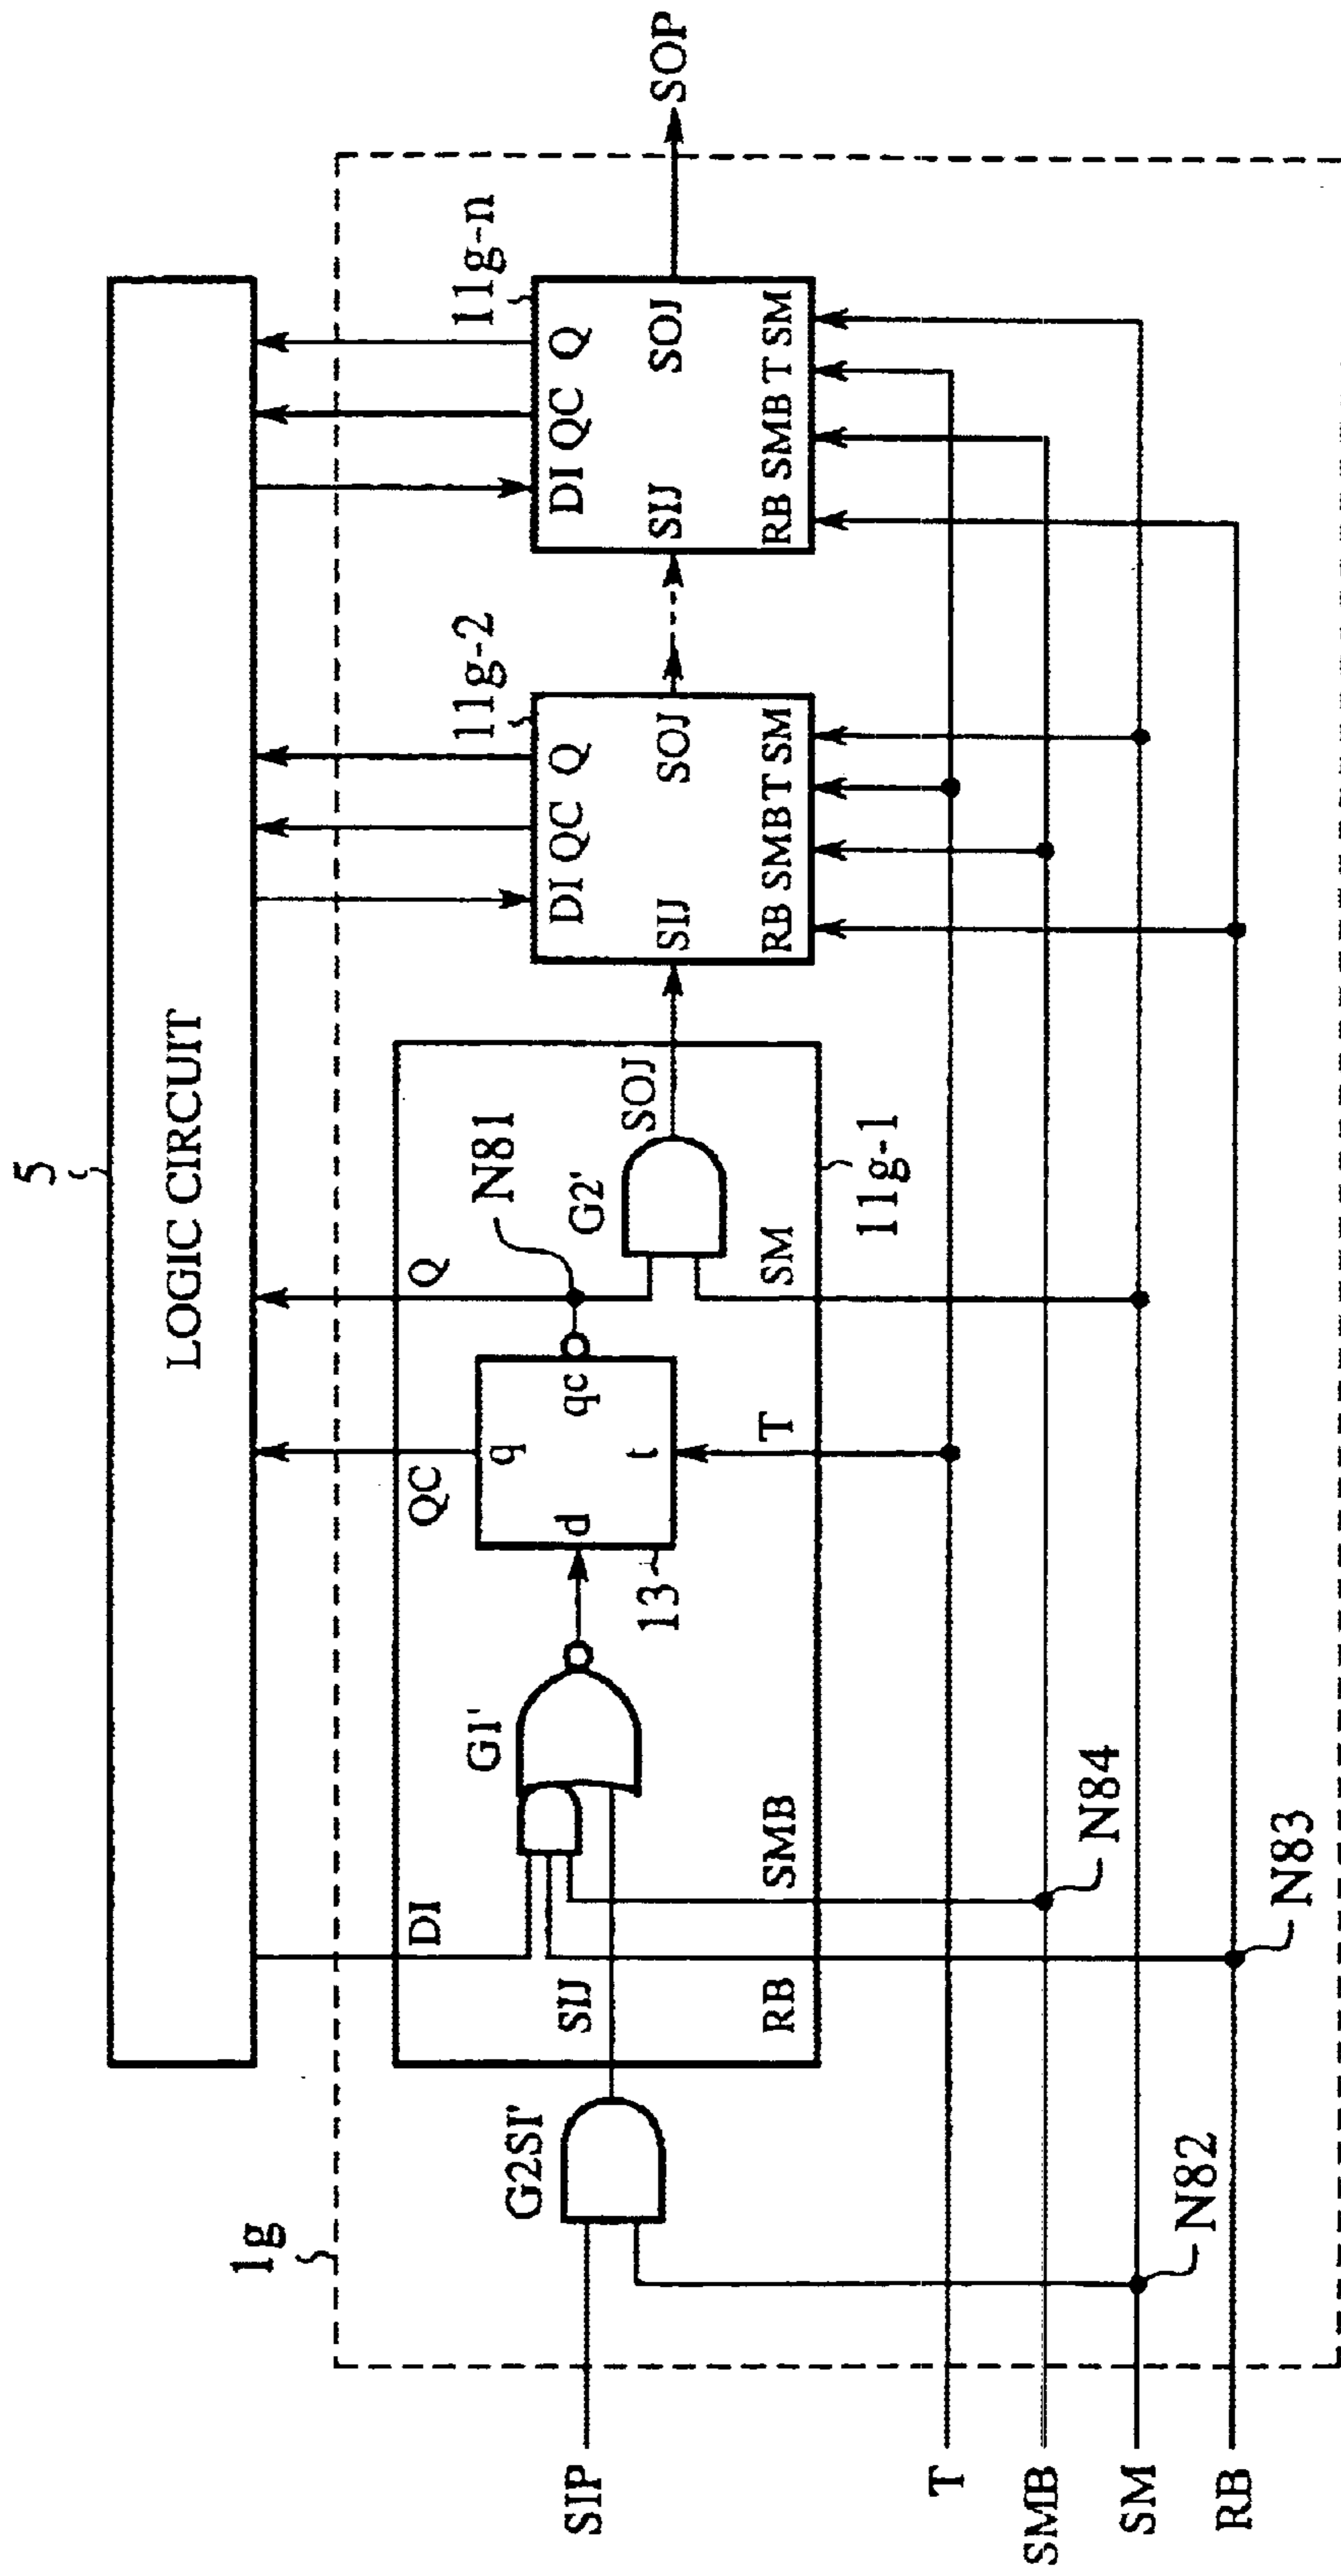 5
LOGIC CIRCUIT
1g
QC
Q
N81
DI QC Q
11g-2
DI QC Q
11g-n
DI
G1'
q
G2'
SIP
G2SI'
SIJ
d
qc
SOJ
SIJ
SOJ
SIJ
SOJ
SOP
13
t
RB
SMB
T
SM
11g-1
RB SMB T SM
RB SMB T SM
T
SMB
N84
SM
N82
RB
N83